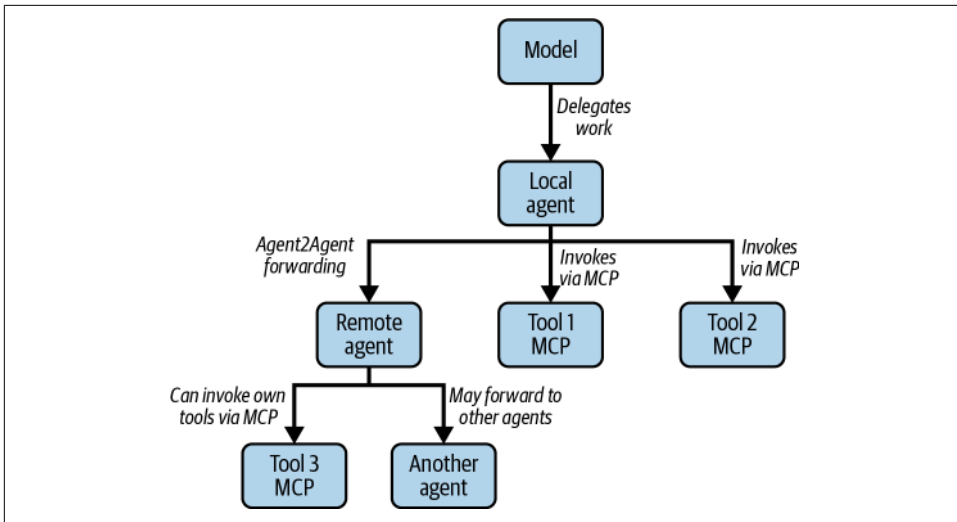 Model
Delegates
work
Local
agent
Agent2Agent
forwarding
Invokes
via MCP
Invokes
via MCP
Remote
agent
Tool 1
MCP
Tool 2
MCP
Can invoke own
tools via MCP
May forward to
other agents
Tool 3
MCP
Another
agent